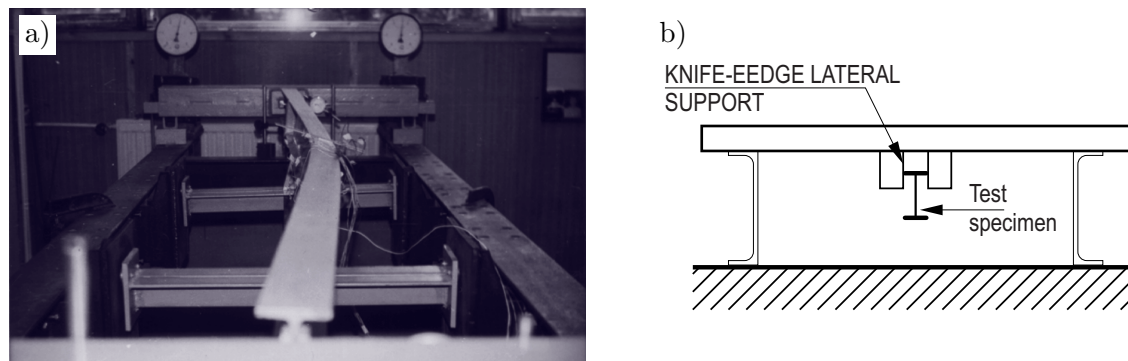 a)
b)
KNIFE-EEDGE LATERAL
SUPPORT
Test
specimen